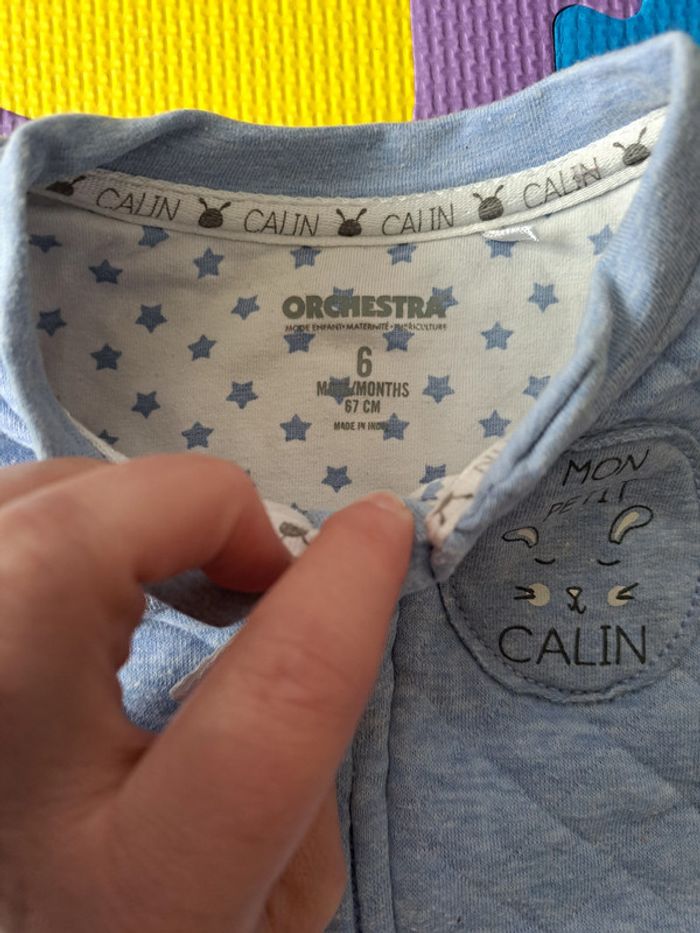 CALIN CALIN CALIN CALIN
ORCHESTRA
MODE ENFANT•MATERNITÉ•PUÉRICULTURE
6
MOIS/MONTHS
67 CM
MADE IN INDIA
MON
PETIT
CALIN